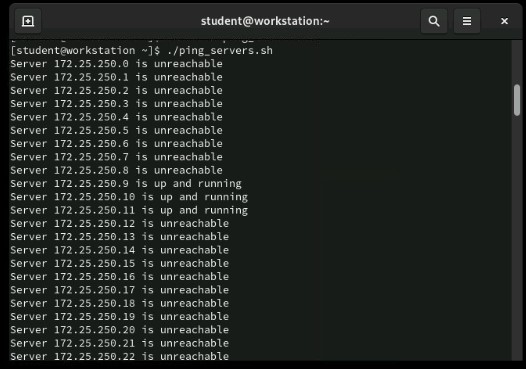 student@workstation:~
[student@workstation ~]$ ./ping_servers.sh
Server 172.25.250.0 is unreachable
Server 172.25.250.1 is unreachable
Server 172.25.250.2 is unreachable
Server 172.25.250.3 is unreachable
Server 172.25.250.4 is unreachable
Server 172.25.250.5 is unreachable
Server 172.25.250.6 is unreachable
Server 172.25.250.7 is unreachable
Server 172.25.250.8 is unreachable
Server 172.25.250.9 is up and running
Server 172.25.250.10 is up and running
Server 172.25.250.11 is up and running
Server 172.25.250.12 is unreachable
Server 172.25.250.13 is unreachable
Server 172.25.250.14 is unreachable
Server 172.25.250.15 is unreachable
Server 172.25.250.16 is unreachable
Server 172.25.250.17 is unreachable
Server 172.25.250.18 is unreachable
Server 172.25.250.19 is unreachable
Server 172.25.250.20 is unreachable
Server 172.25.250.21 is unreachable
Server 172.25.250.22 is unreachable